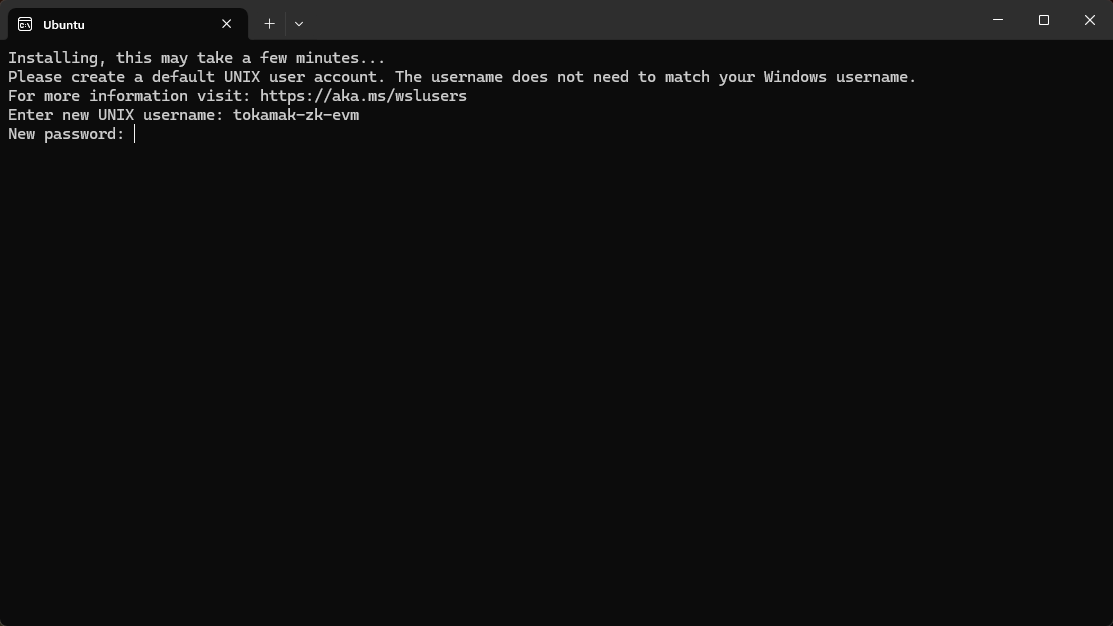 Ubuntu
Installing, this may take a few minutes...
Please create a default UNIX user account. The username does not need to match your Windows username.
For more information visit: https://aka.ms/wslusers
Enter new UNIX username: tokamak-zk-evm
New password: